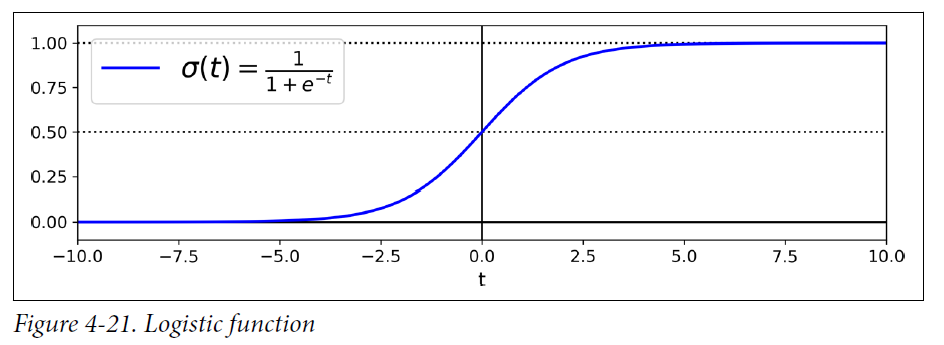 1.00
σ(t) = 1 / (1 + e^−t)
0.75
0.50
0.25
0.00
−10.0 −7.5 −5.0 −2.5 0.0 2.5 5.0 7.5 10.0
t
Figure 4-21. Logistic function